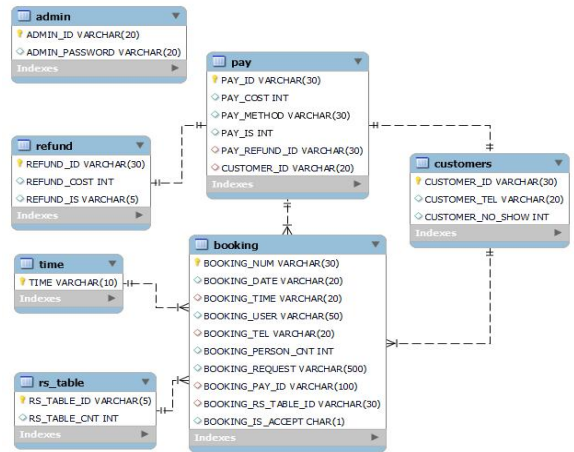 admin
ADMIN_ID VARCHAR(20)
ADMIN_PASSWORD VARCHAR(20)
Indexes
pay
PAY_ID VARCHAR(30)
PAY_COST INT
PAY_METHOD VARCHAR(30)
PAY_IS INT
PAY_REFUND_ID VARCHAR(30)
CUSTOMER_ID VARCHAR(20)
Indexes
refund
REFUND_ID VARCHAR(30)
REFUND_COST INT
REFUND_IS VARCHAR(5)
Indexes
customers
CUSTOMER_ID VARCHAR(30)
CUSTOMER_TEL VARCHAR(20)
CUSTOMER_NO_SHOW INT
Indexes
time
TIME VARCHAR(10)
Indexes
booking
BOOKING_NUM VARCHAR(30)
BOOKING_DATE VARCHAR(20)
BOOKING_TIME VARCHAR(20)
BOOKING_USER VARCHAR(50)
BOOKING_TEL VARCHAR(20)
BOOKING_PERSON_CNT INT
BOOKING_REQUEST VARCHAR(500)
BOOKING_PAY_ID VARCHAR(100)
BOOKING_RS_TABLE_ID VARCHAR(30)
BOOKING_IS_ACCEPT CHAR(1)
Indexes
rs_table
RS_TABLE_ID VARCHAR(5)
RS_TABLE_CNT INT
Indexes